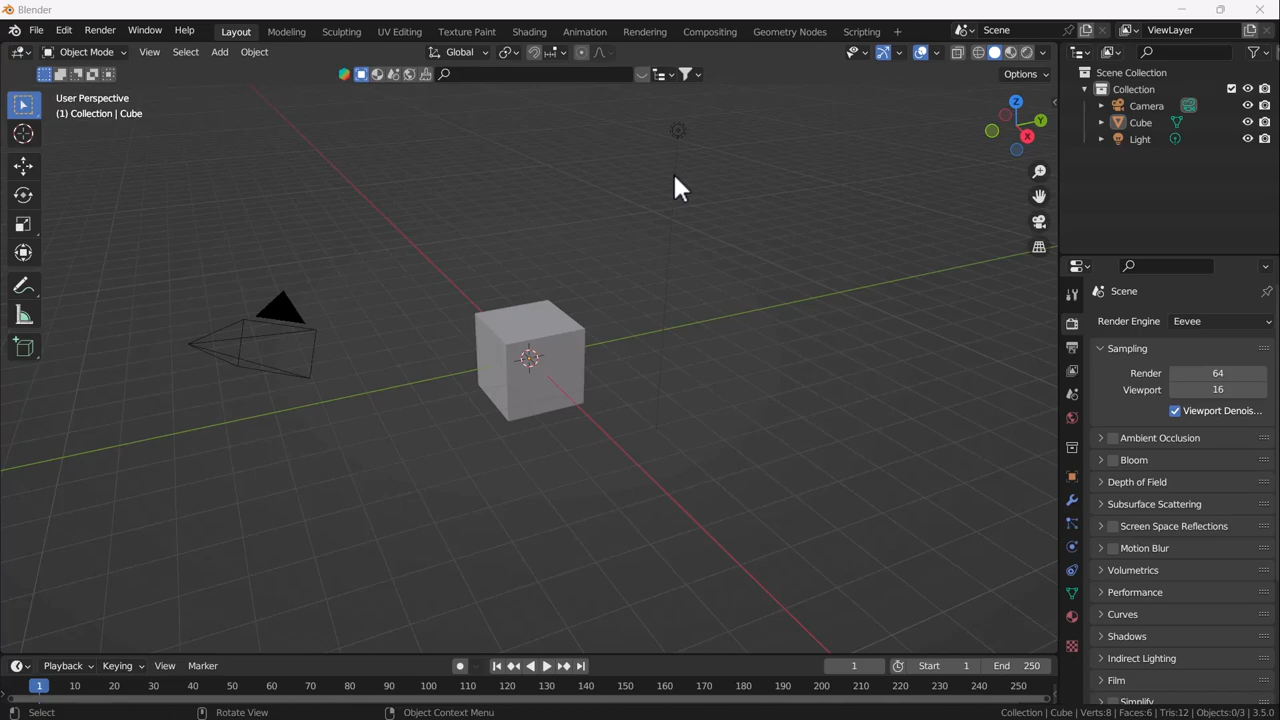 Blender
File Edit Render Window Help Layout Modeling Sculpting UV Editing Texture Paint Shading Animation Rendering Compositing Geometry Nodes Scripting + Scene ViewLayer
Object Mode View Select Add Object Global
Options
User Perspective
(1) Collection | Cube
Z
Y
X
Scene Collection
Collection
Camera
Cube
Light
Scene
Render Engine Eevee
Sampling
Render 64
Viewport 16
Viewport Denois...
Ambient Occlusion
Bloom
Depth of Field
Subsurface Scattering
Screen Space Reflections
Motion Blur
Volumetrics
Performance
Curves
Shadows
Indirect Lighting
Film
Simplify
Playback Keying View Marker 1 Start 1 End 250
1 10 20 30 40 50 60 70 80 90 100 110 120 130 140 150 160 170 180 190 200 210 220 230 240 250
Select Rotate View Object Context Menu Collection | Cube | Verts:8 | Faces:6 | Tris:12 | Objects:0/3 | 3.5.0